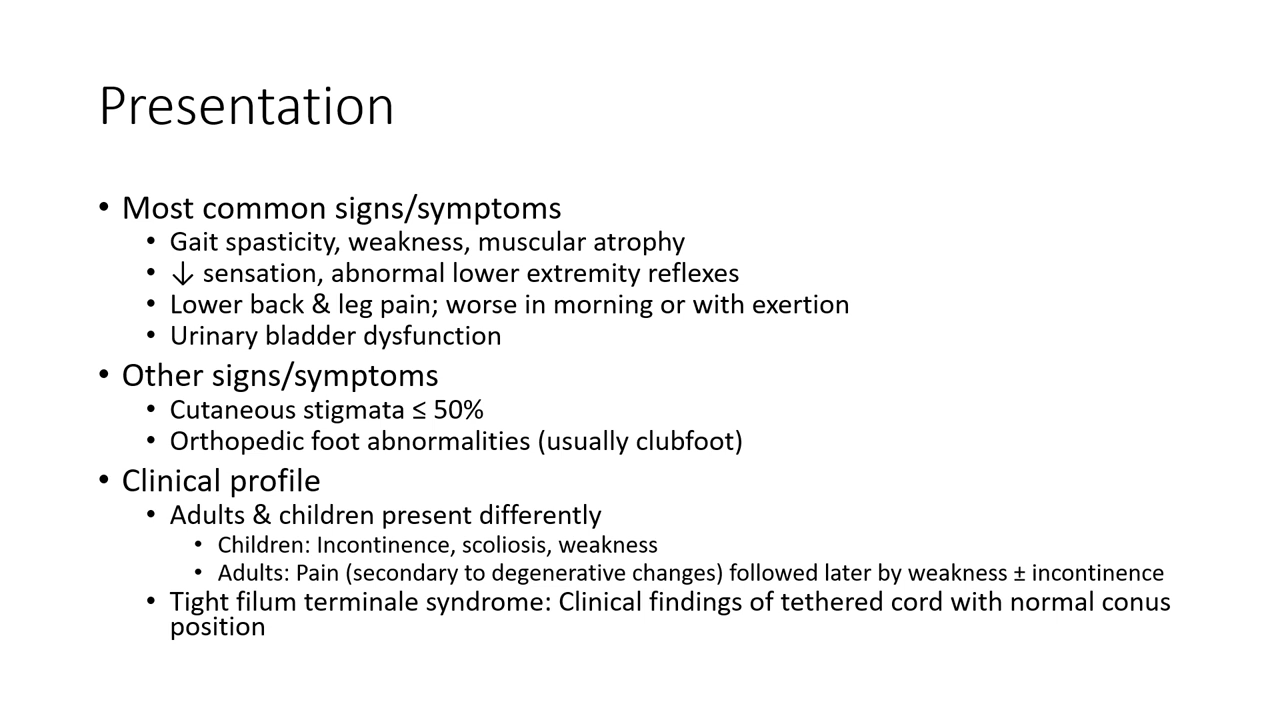 Presentation
• Most common signs/symptoms
• Gait spasticity, weakness, muscular atrophy
• ↓ sensation, abnormal lower extremity reflexes
• Lower back & leg pain; worse in morning or with exertion
• Urinary bladder dysfunction
• Other signs/symptoms
• Cutaneous stigmata ≤ 50%
• Orthopedic foot abnormalities (usually clubfoot)
• Clinical profile
• Adults & children present differently
• Children: Incontinence, scoliosis, weakness
• Adults: Pain (secondary to degenerative changes) followed later by weakness ± incontinence
• Tight filum terminale syndrome: Clinical findings of tethered cord with normal conus
position